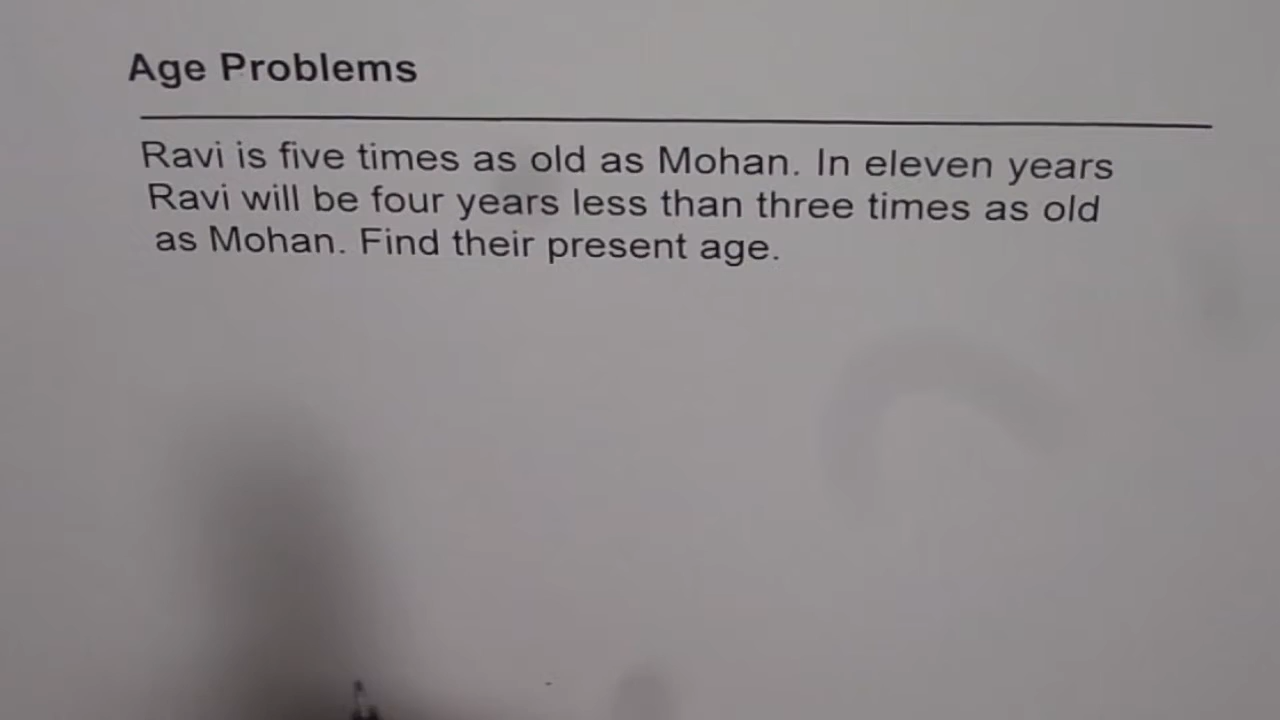 Age Problems
Ravi is five times as old as Mohan. In eleven years
Ravi will be four years less than three times as old
as Mohan. Find their present age.